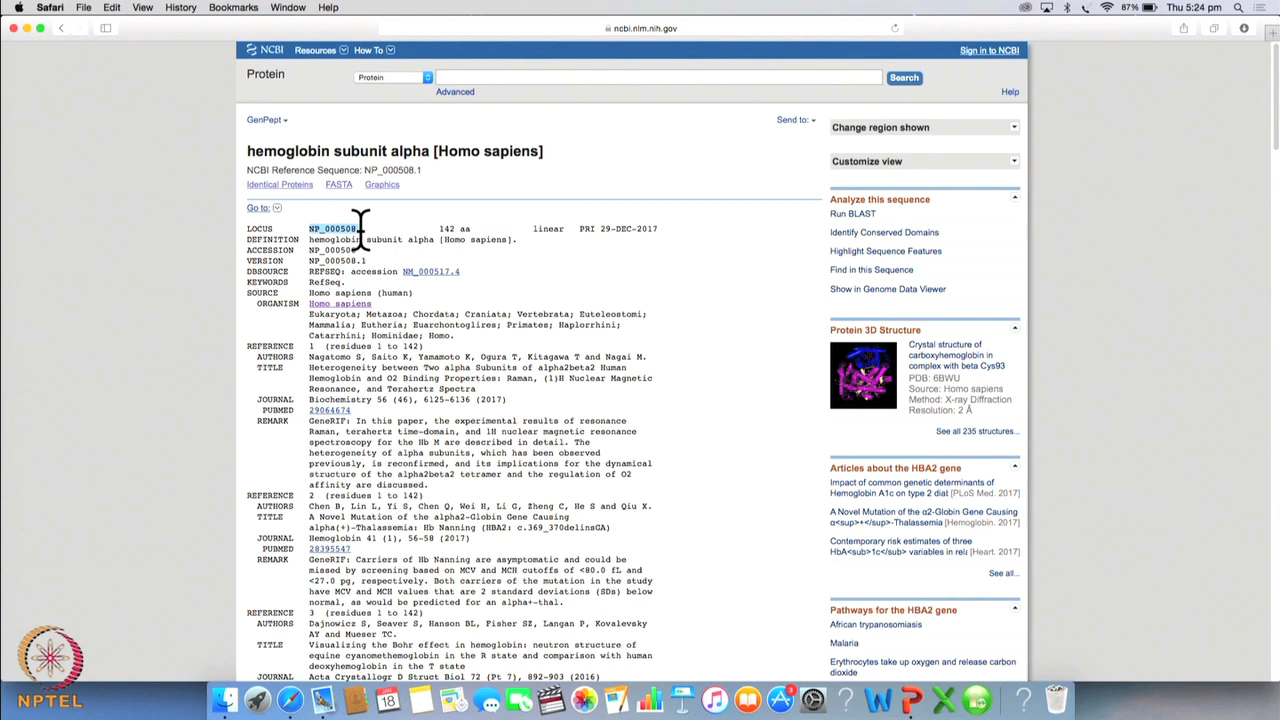 Safari File Edit View History Bookmarks Window Help 87% Thu 5:24 pm
ncbi.nlm.nih.gov
NCBI Resources How To Sign in to NCBI
Protein Protein Search
Advanced Help
GenPept Send to:
hemoglobin subunit alpha [Homo sapiens]
NCBI Reference Sequence: NP_000508.1
Identical Proteins FASTA Graphics
Go to:
LOCUS NP_000508 142 aa linear PRI 29-DEC-2017
DEFINITION hemoglobin subunit alpha [Homo sapiens].
ACCESSION NP_000508
VERSION NP_000508.1
DBSOURCE REFSEQ: accession NM_000517.4
KEYWORDS RefSeq.
SOURCE Homo sapiens (human)
ORGANISM Homo sapiens
Eukaryota; Metazoa; Chordata; Craniata; Vertebrata; Euteleostomi;
Mammalia; Eutheria; Euarchontoglires; Primates; Haplorrhini;
Catarrhini; Hominidae; Homo.
REFERENCE 1 (residues 1 to 142)
AUTHORS Nagatomo S, Saito K, Yamamoto K, Ogura T, Kitagawa T and Nagai M.
TITLE Heterogeneity between Two alpha Subunits of alpha2beta2 Human
Hemoglobin and O2 Binding Properties: Raman, (1)H Nuclear Magnetic
Resonance, and Terahertz Spectra
JOURNAL Biochemistry 56 (46), 6125-6136 (2017)
PUBMED 29064674
REMARK GeneRIF: In this paper, the experimental results of resonance
Raman, terahertz time-domain, and 1H nuclear magnetic resonance
spectroscopy for the Hb M are described in detail. The
heterogeneity of alpha subunits, which has been observed
previously, is reconfirmed, and its implications for the dynamical
structure of the alpha2beta2 tetramer and the regulation of O2
affinity are discussed.
REFERENCE 2 (residues 1 to 142)
AUTHORS Chen B, Lin L, Yi S, Chen Q, Wei H, Li G, Zheng C, He S and Qiu X.
TITLE A Novel Mutation of the alpha2-Globin Gene Causing
alpha(+)-Thalassemia: Hb Nanning (HBA2: c.369_370delinsGA)
JOURNAL Hemoglobin 41 (1), 56-58 (2017)
PUBMED 28395547
REMARK GeneRIF: Carriers of Hb Nanning are asymptomatic and could be
missed by screening based on MCV and MCH cutoffs of <80.0 fL and
<27.0 pg, respectively. Both carriers of the mutation in the study
have MCV and MCH values that are 2 standard deviations (SDs) below
normal, as would be predicted for an alpha+-thal.
REFERENCE 3 (residues 1 to 142)
AUTHORS Dajnowicz S, Seaver S, Hanson BL, Fisher SZ, Langan P, Kovalevsky
AY and Mueser TC.
TITLE Visualizing the Bohr effect in hemoglobin: neutron structure of
equine cyanomethemoglobin in the R state and comparison with human
deoxyhemoglobin in the T state
JOURNAL Acta Crystallogr D Struct Biol 72 (Pt 7), 892-903 (2016)
Change region shown
Customize view
Analyze this sequence
Run BLAST
Identify Conserved Domains
Highlight Sequence Features
Find in this Sequence
Show in Genome Data Viewer
Protein 3D Structure
Crystal structure of
carboxyhemoglobin in
complex with beta Cys93
PDB: 6BWU
Source: Homo sapiens
Method: X-ray Diffraction
Resolution: 2 Å
See all 235 structures...
Articles about the HBA2 gene
Impact of common genetic determinants of
Hemoglobin A1c on type 2 diat [PLoS Med. 2017]
A Novel Mutation of the α2-Globin Gene Causing
α<sup>+</sup>-Thalassemia [Hemoglobin. 2017]
Contemporary risk estimates of three
HbA<sub>1c</sub> variables in rela [Heart. 2017]
See all...
Pathways for the HBA2 gene
African trypanosomiasis
Malaria
Erythrocytes take up oxygen and release carbon
dioxide
NPTEL
JAN
18
3